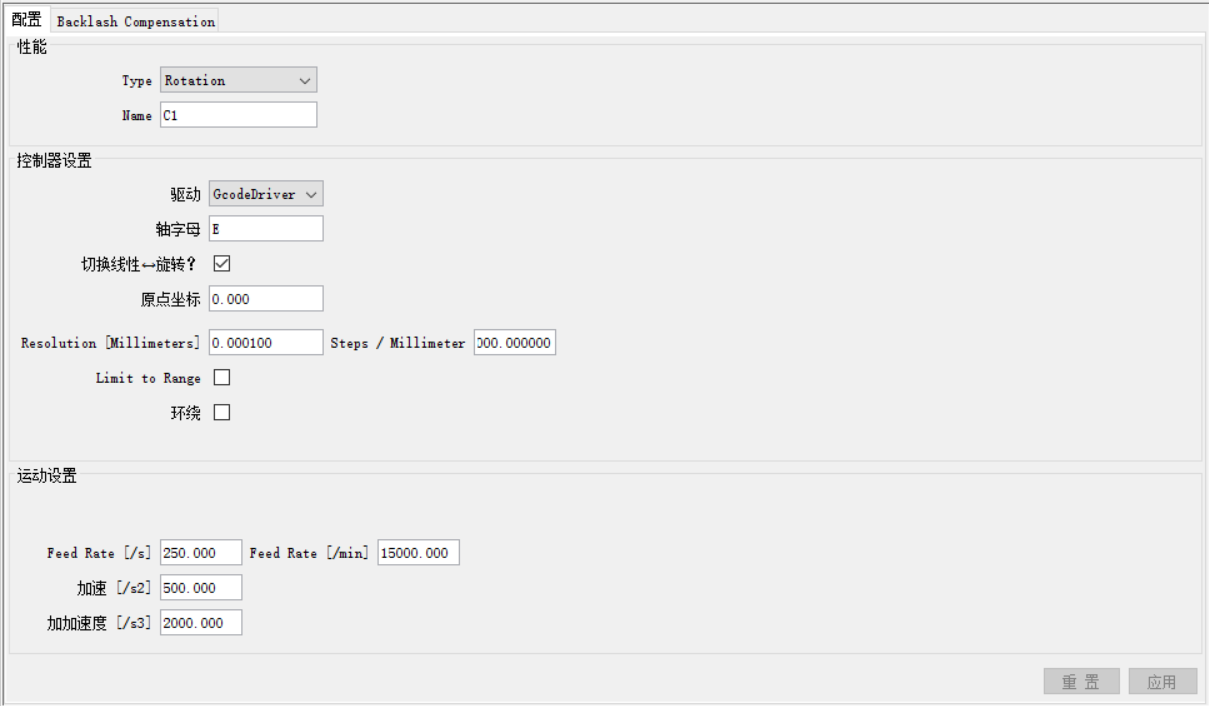 配置 Backlash Compensation
性能
Type Rotation
Name C1
控制器设置
驱动 GcodeDriver
轴字母 E
切换线性↔旋转?
原点坐标 0.000
Resolution [Millimeters] 0.000100 Steps / Millimeter 000.000000
Limit to Range
环绕
运动设置
Feed Rate [/s] 250.000 Feed Rate [/min] 15000.000
加速 [/s2] 500.000
加加速度 [/s3] 2000.000
重 置 应用